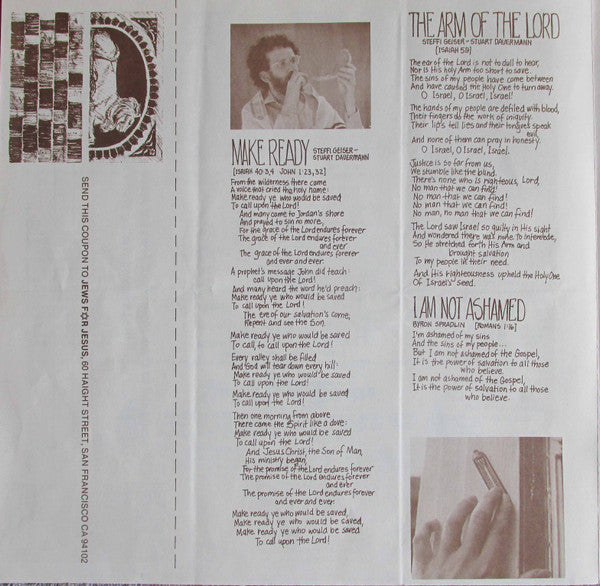 SEND THIS COUPON TO JEWS FOR JESUS, 60 HAIGHT STREET, SAN FRANCISCO CA 94102
MAKE READY STEFFI GEISER-
STUART DAUERMANN
[ISAIAH 40:3,4 JOHN 1:23,32]
From the wilderness there came
A voice that cried the holy name:
Make ready ye who would be saved
To call upon the Lord!
And many came to Jordan's shore
And prayed to sin no more,
For the grace of the Lord endures forever
The grace of the Lord endures forever
and ever
The grace of the Lord endures forever
and ever and ever.
A prophet's message John did teach:
call upon the Lord!
And many heard the word he'd preach:
Make ready ye who would be saved
To call upon the Lord!
The eve of our salvation's come,
Repent and see the Son.
Make ready ye who would be saved
To call, to call upon the Lord!
Every valley shall be filled
And God will tear down every hill:
Make ready ye who would be saved
To call upon the Lord!
Make ready ye who would be saved
To call upon the Lord!
Then one morning from above
There came the Spirit like a dove:
Make ready ye who would be saved
To call upon the Lord!
And Jesus Christ, the Son of Man,
His ministry began
For the promise of the Lord endures forever
The promise of the Lord endures forever
and ever
The promise of the Lord endures forever
and ever and ever.
Make ready ye who would be saved,
Make ready ye who would be saved,
Make ready ye who would be saved
To call upon the Lord!
THE ARM OF THE LORD
STEFFI GEISER-STUART DAUERMANN
[ISAIAH 59]
The ear of the Lord is not to dull to hear,
Nor is His holy Arm too short to save.
The sins of my people have come between
And have caused the Holy One to turn away.
O Israel, O Israel, Israel!
The hands of my people are defiled with blood,
Their fingers do the work of iniquity.
Their lips tell lies and their tongues speak
evil,
And none of them can pray in honesty.
O Israel, O Israel, Israel.
Justice is so far from us,
We stumble like the blind.
There's none who is righteous, Lord,
No man that we can find!
No man that we can find!
No man that we can find!
No man, no man that we can find!
The Lord saw Israel so guilty in His sight
And wondered there was none to intercede,
So He stretched forth His Arm and
brought salvation
To my people in their need.
And His righteousness upheld the Holy One
Of Israel's seed.
I AM NOT ASHAMED
BYRON SPRADLIN [ROMANS 1:16]
I'm ashamed of my sins
And the sins of my people...
But I am not ashamed of the Gospel,
It is the power of salvation to all those
who believe.
I am not ashamed of the Gospel,
It is the power of salvation to all those
who believe.